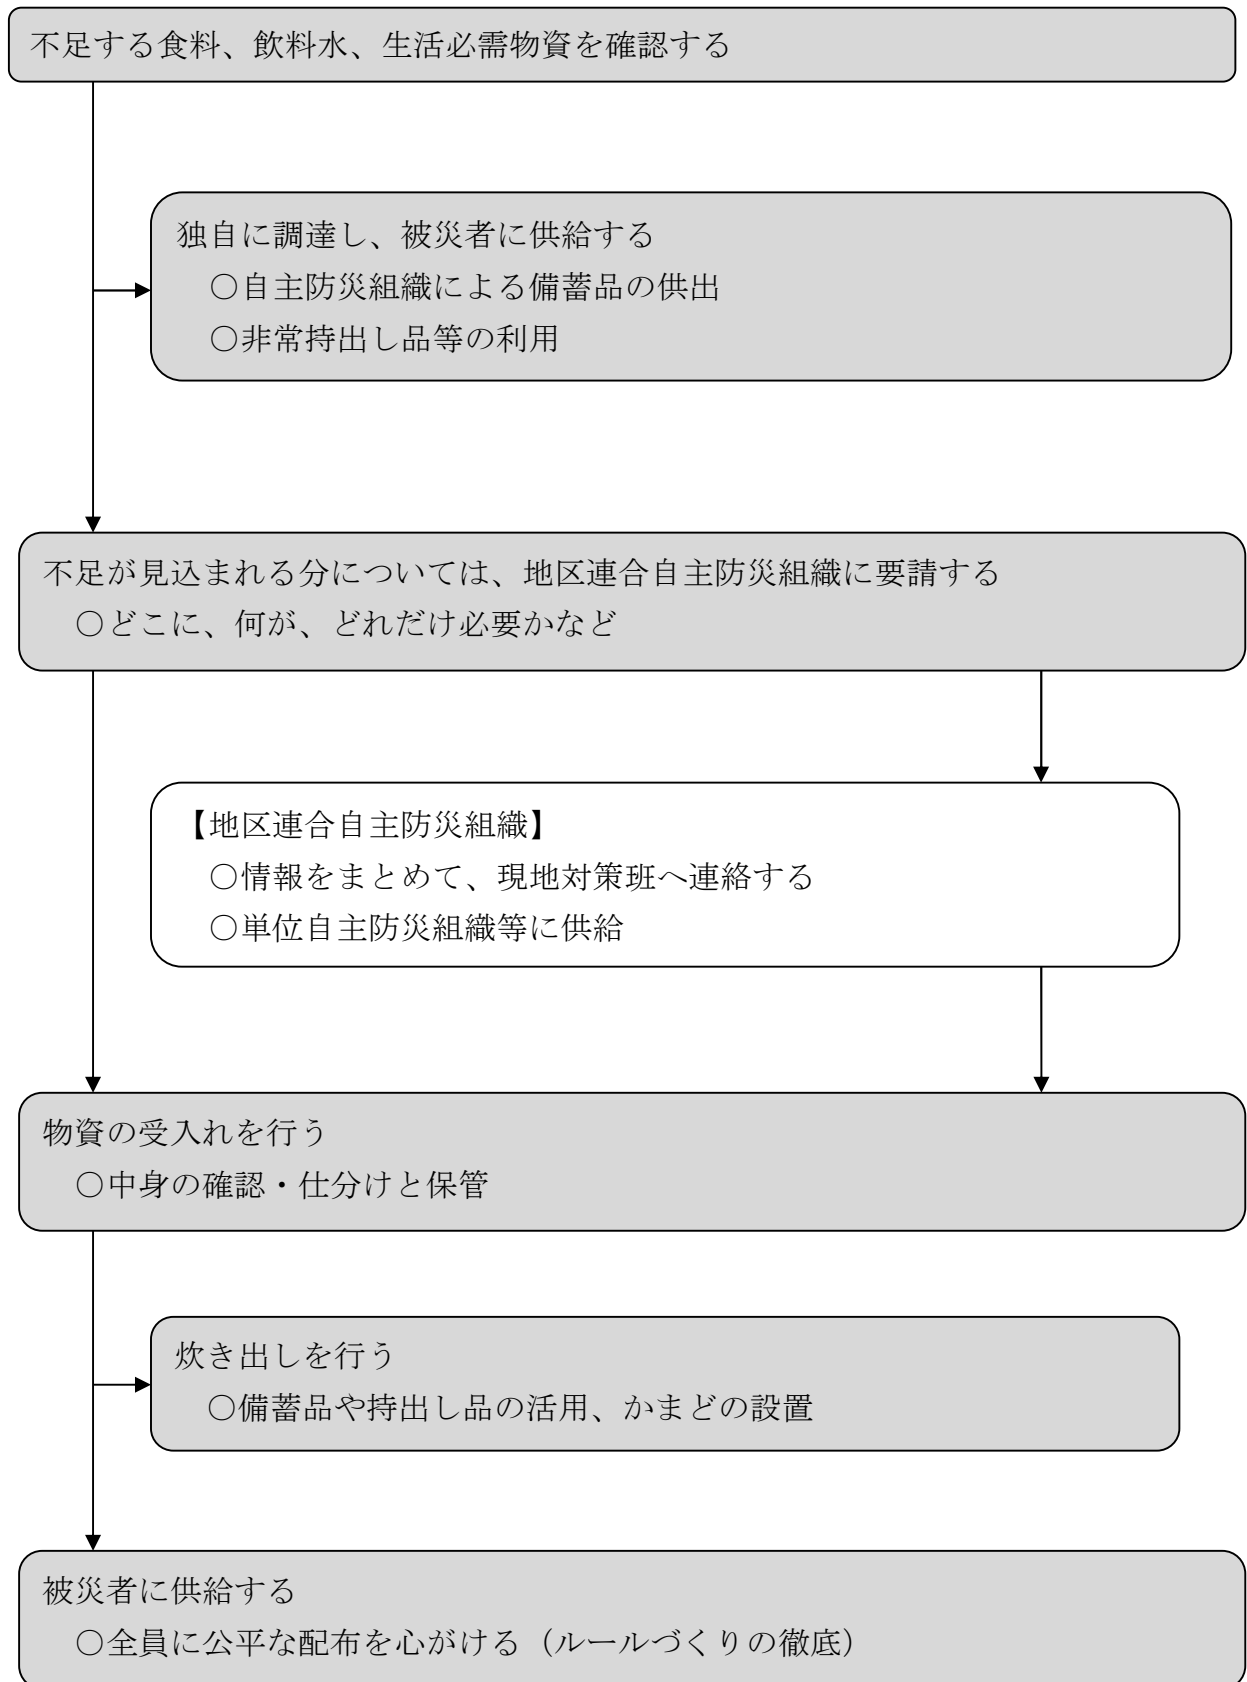 不足する食料、飲料水、生活必需物資を確認する
独自に調達し、被災者に供給する
○自主防災組織による備蓄品の供出
○非常持出し品等の利用
不足が見込まれる分については、地区連合自主防災組織に要請する
○どこに、何が、どれだけ必要かなど
【地区連合自主防災組織】
○情報をまとめて、現地対策班へ連絡する
○単位自主防災組織等に供給
物資の受入れを行う
○中身の確認・仕分けと保管
炊き出しを行う
○備蓄品や持出し品の活用、かまどの設置
被災者に供給する
○全員に公平な配布を心がける（ルールづくりの徹底）